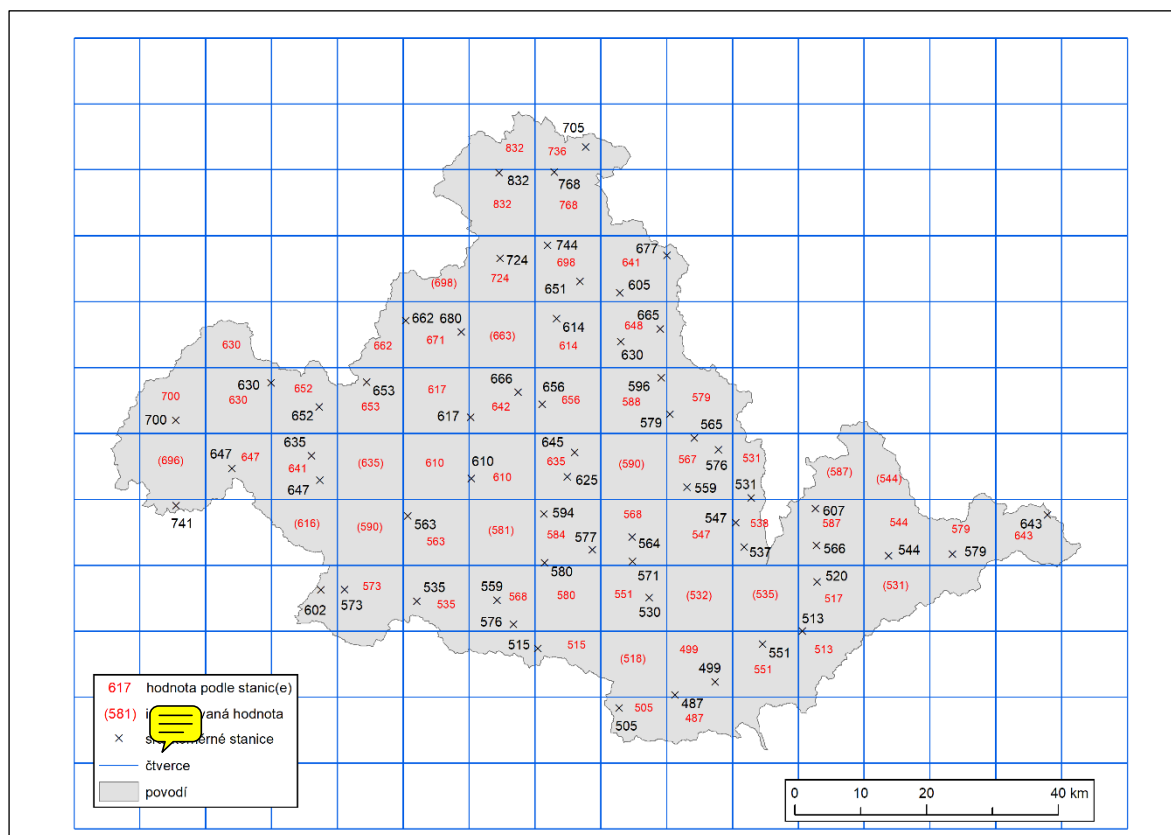 705
832 736
832 768
832 768
744 677
724 698 641
(698) 724 651 605
662 680 614 665
648
662 671 (663) 614 630
630
630 652 653 617 666 656 596
700 630 653 642 656 588 579
700 652 617 579 565
635 645 576
(696) 647 647 641 (635) 610 610 610 635 (590) 567 531 (587) (544)
647 625 559 531
741 (616) (590) 563 594 568 547 607 643
563 (581) 584 577 564 547 538 587 544 579 643
580 571 537 566 544 579
573 535 559 568 580 551 (532) (535) 520 (531)
602 573 535 576 530 517
515 515 513
(518) 499 551 513
499 551
505 487
505 487
617 hodnota podle stanic(e)
(581) vaná hodnota
stanice
čtverce
povodí
0 10 20 40 km